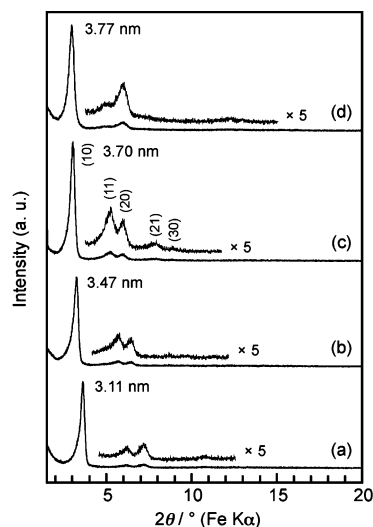 3.77 nm
(d)
× 5
3.70 nm
(10)
(11)
(20)
(21)
(30)
× 5
(c)
3.47 nm
(b)
× 5
3.11 nm
(a)
× 5
Intensity (a. u.)
5 10 15 20
2θ / ° (Fe Kα)